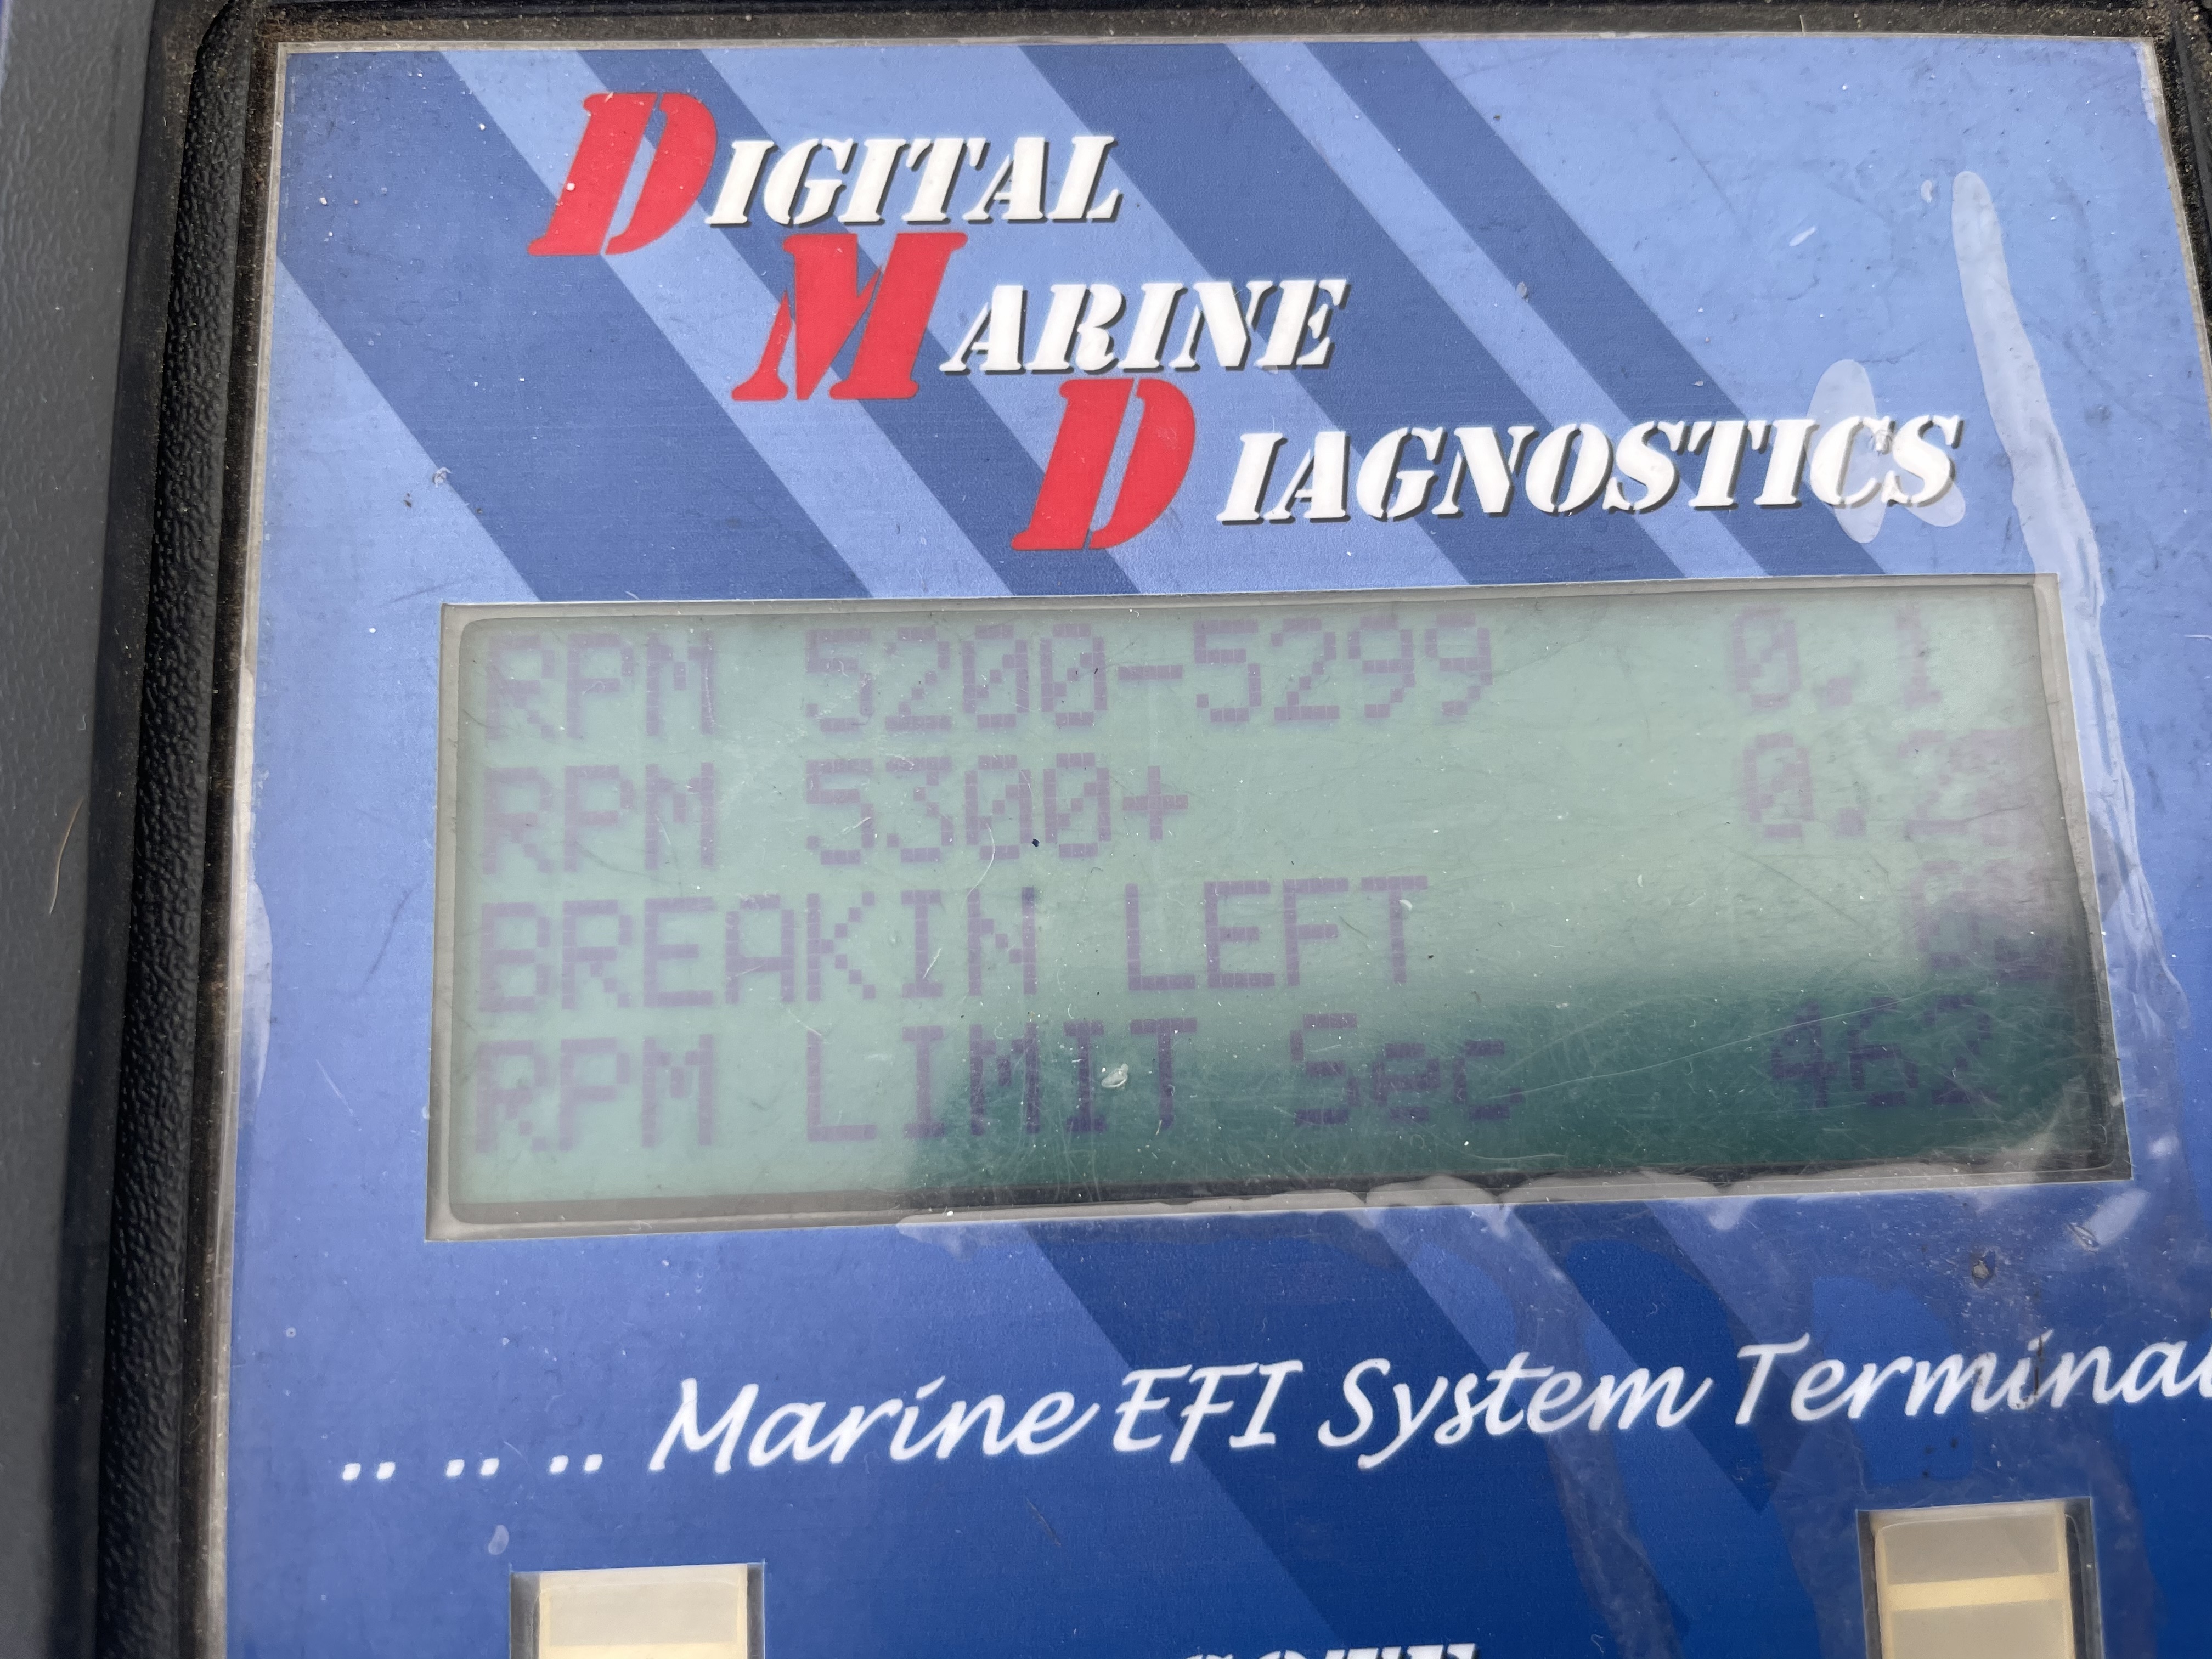 DIGITAL
MARINE
DIAGNOSTICS
RPM 5200-5299 0.1
RPM 5300+
BREAKIN LEFT
RPM LIMIT Sec 462
.. .. .. Marine EFI System Terminal